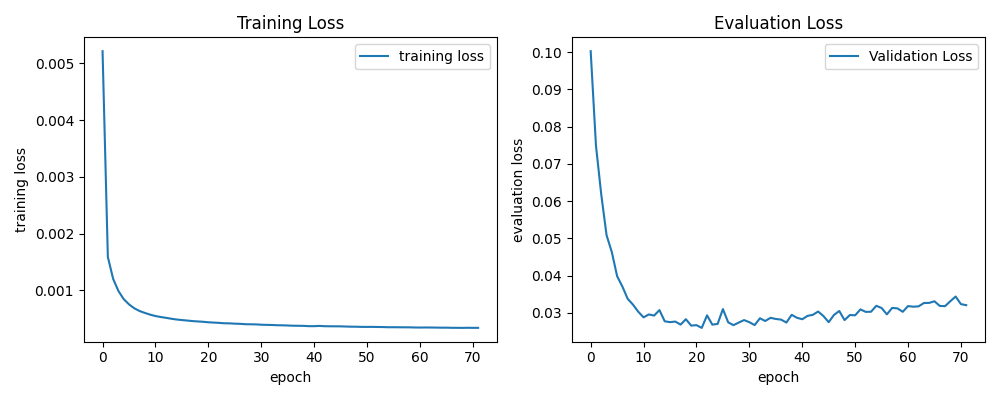 Training Loss
training loss
0.005
0.004
0.003
0.002
0.001
training loss
0 10 20 30 40 50 60 70
epoch
Evaluation Loss
Validation Loss
0.10
0.09
0.08
0.07
0.06
0.05
0.04
0.03
evaluation loss
0 10 20 30 40 50 60 70
epoch